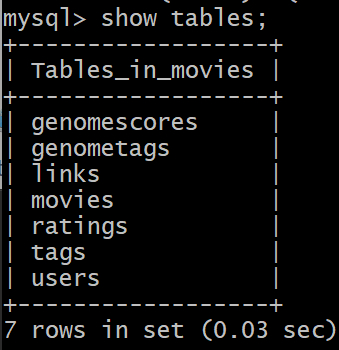 mysql> show tables;
+------------------+
| Tables_in_movies |
+------------------+
| genomescores     |
| genometags       |
| links            |
| movies           |
| ratings          |
| tags             |
| users            |
+------------------+
7 rows in set (0.03 sec)